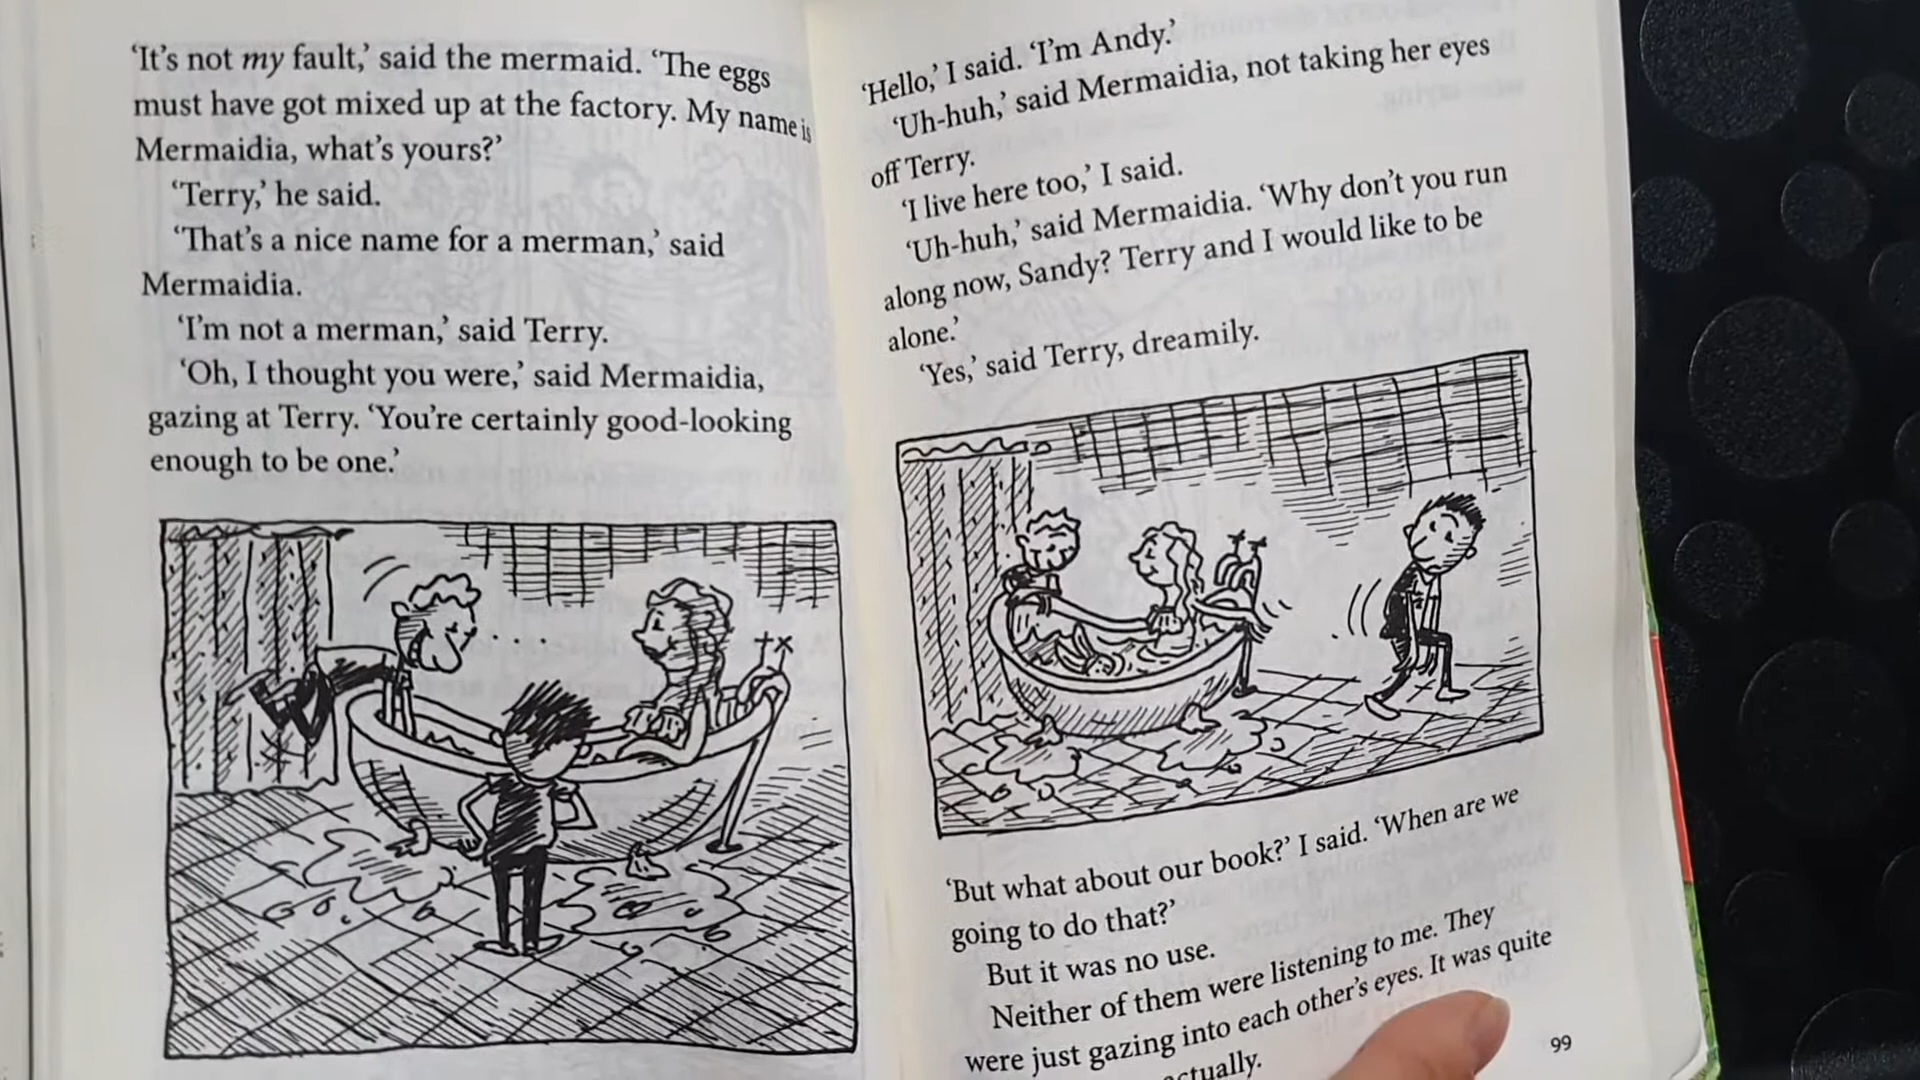 ‘It’s not my fault,’ said the mermaid. ‘The eggs
must have got mixed up at the factory. My name is
Mermaidia, what’s yours?’
‘Terry,’ he said.
‘That’s a nice name for a merman,’ said
Mermaidia.
‘I’m not a merman,’ said Terry.
‘Oh, I thought you were,’ said Mermaidia,
gazing at Terry. ‘You’re certainly good-looking
enough to be one.’
‘Hello,’ I said. ‘I’m Andy.’
‘Uh-huh,’ said Mermaidia, not taking her eyes
off Terry.
‘I live here too,’ I said.
‘Uh-huh,’ said Mermaidia. ‘Why don’t you run
along now, Sandy? Terry and I would like to be
alone.’
‘Yes,’ said Terry, dreamily.
‘But what about our book?’ I said. ‘When are we
going to do that?’
But it was no use.
Neither of them were listening to me. They
were just gazing into each other’s eyes. It was quite
actually.
99